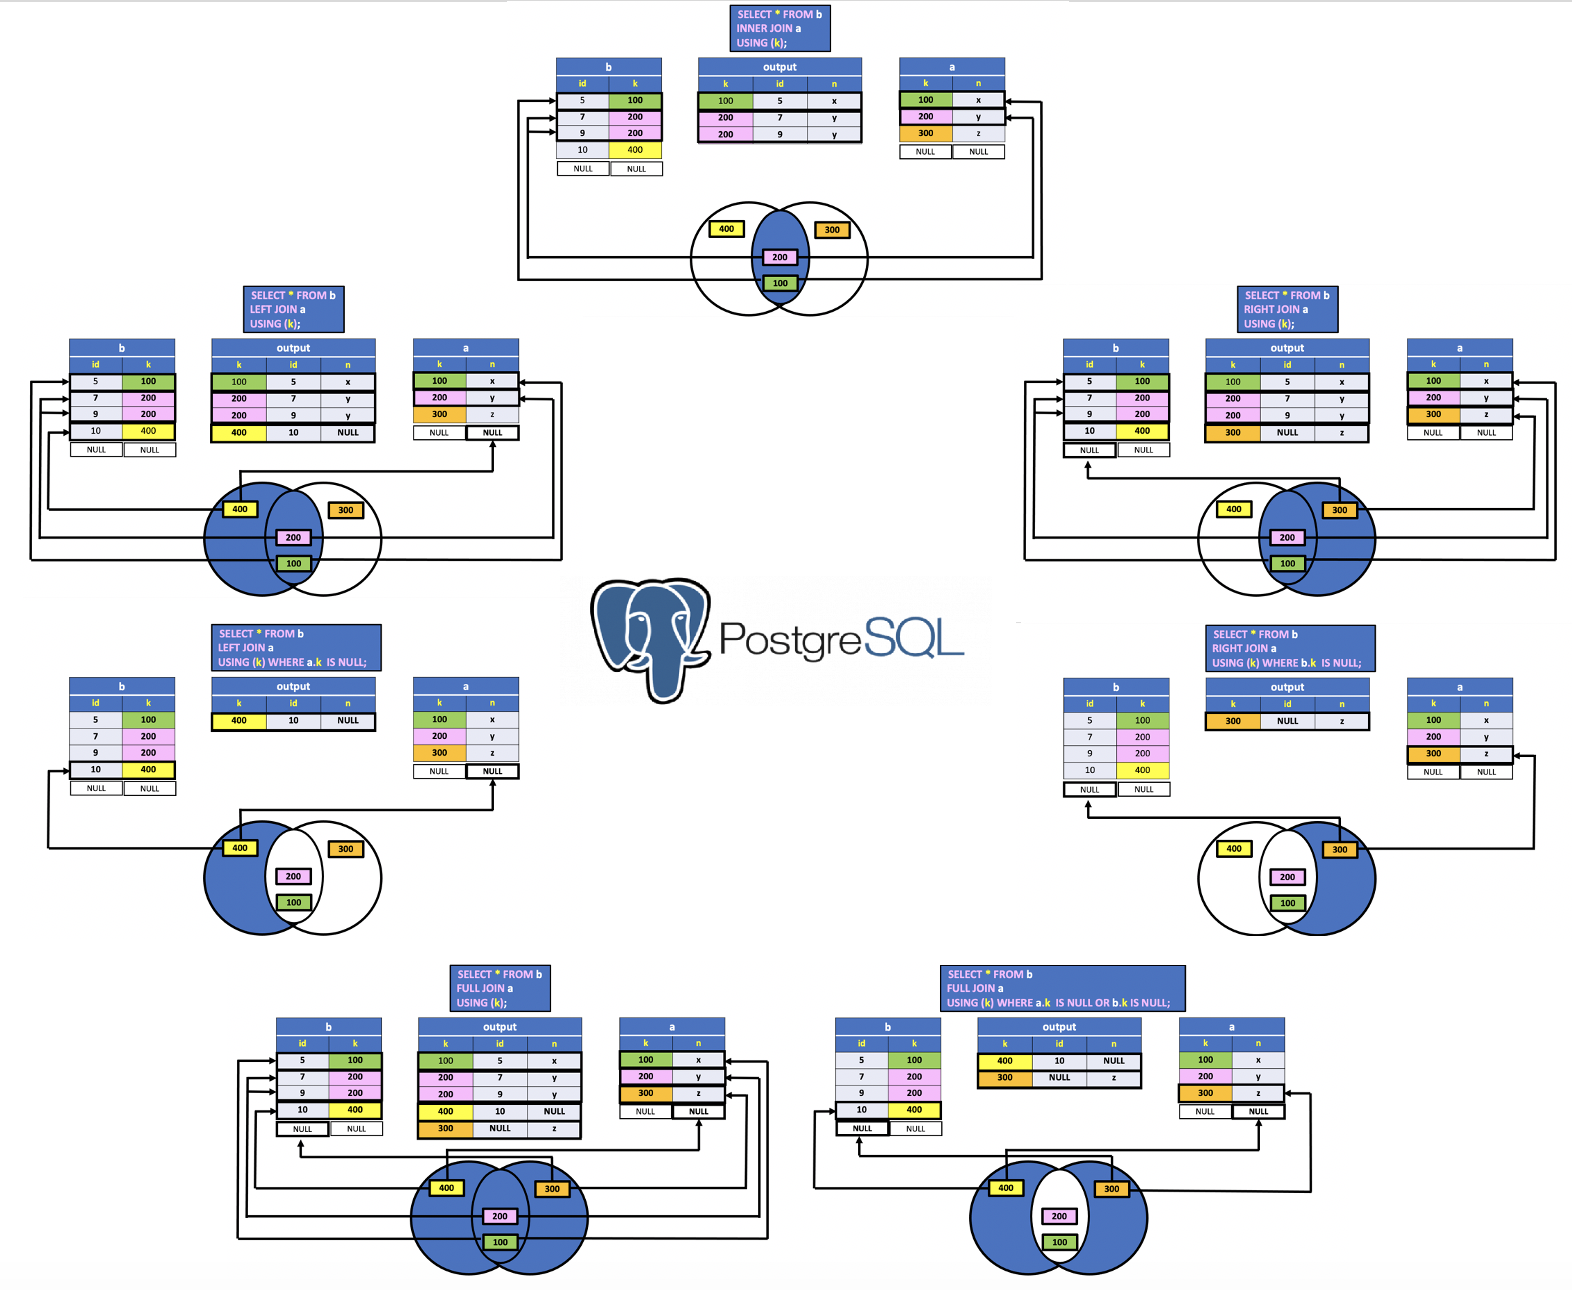 SELECT * FROM b
INNER JOIN a
USING (k);
b
id k
5 100
7 200
9 200
10 400
NULL NULL
output
k id n
100 5 x
200 7 y
200 9 y
a
k n
100 x
200 y
300 z
NULL NULL
400 300
200
100
SELECT * FROM b
LEFT JOIN a
USING (k);
b
id k
5 100
7 200
9 200
10 400
NULL NULL
output
k id n
100 5 x
200 7 y
200 9 y
400 10 NULL
a
k n
100 x
200 y
300 z
NULL NULL
400 300
200
100
SELECT * FROM b
RIGHT JOIN a
USING (k);
b
id k
5 100
7 200
9 200
10 400
NULL NULL
output
k id n
100 5 x
200 7 y
200 9 y
300 NULL z
a
k n
100 x
200 y
300 z
NULL NULL
400 300
200
100
PostgreSQL
SELECT * FROM b
LEFT JOIN a
USING (k) WHERE a.k IS NULL;
b
id k
5 100
7 200
9 200
10 400
NULL NULL
output
k id n
400 10 NULL
a
k n
100 x
200 y
300 z
NULL NULL
400 300
200
100
SELECT * FROM b
RIGHT JOIN a
USING (k) WHERE b.k IS NULL;
b
id k
5 100
7 200
9 200
10 400
NULL NULL
output
k id n
300 NULL z
a
k n
100 x
200 y
300 z
NULL NULL
400 300
200
100
SELECT * FROM b
FULL JOIN a
USING (k);
b
id k
5 100
7 200
9 200
10 400
NULL NULL
output
k id n
100 5 x
200 7 y
200 9 y
400 10 NULL
300 NULL z
a
k n
100 x
200 y
300 z
NULL NULL
400 300
200
100
SELECT * FROM b
FULL JOIN a
USING (k) WHERE a.k IS NULL OR b.k IS NULL;
b
id k
5 100
7 200
9 200
10 400
NULL NULL
output
k id n
400 10 NULL
300 NULL z
a
k n
100 x
200 y
300 z
NULL NULL
400 300
200
100